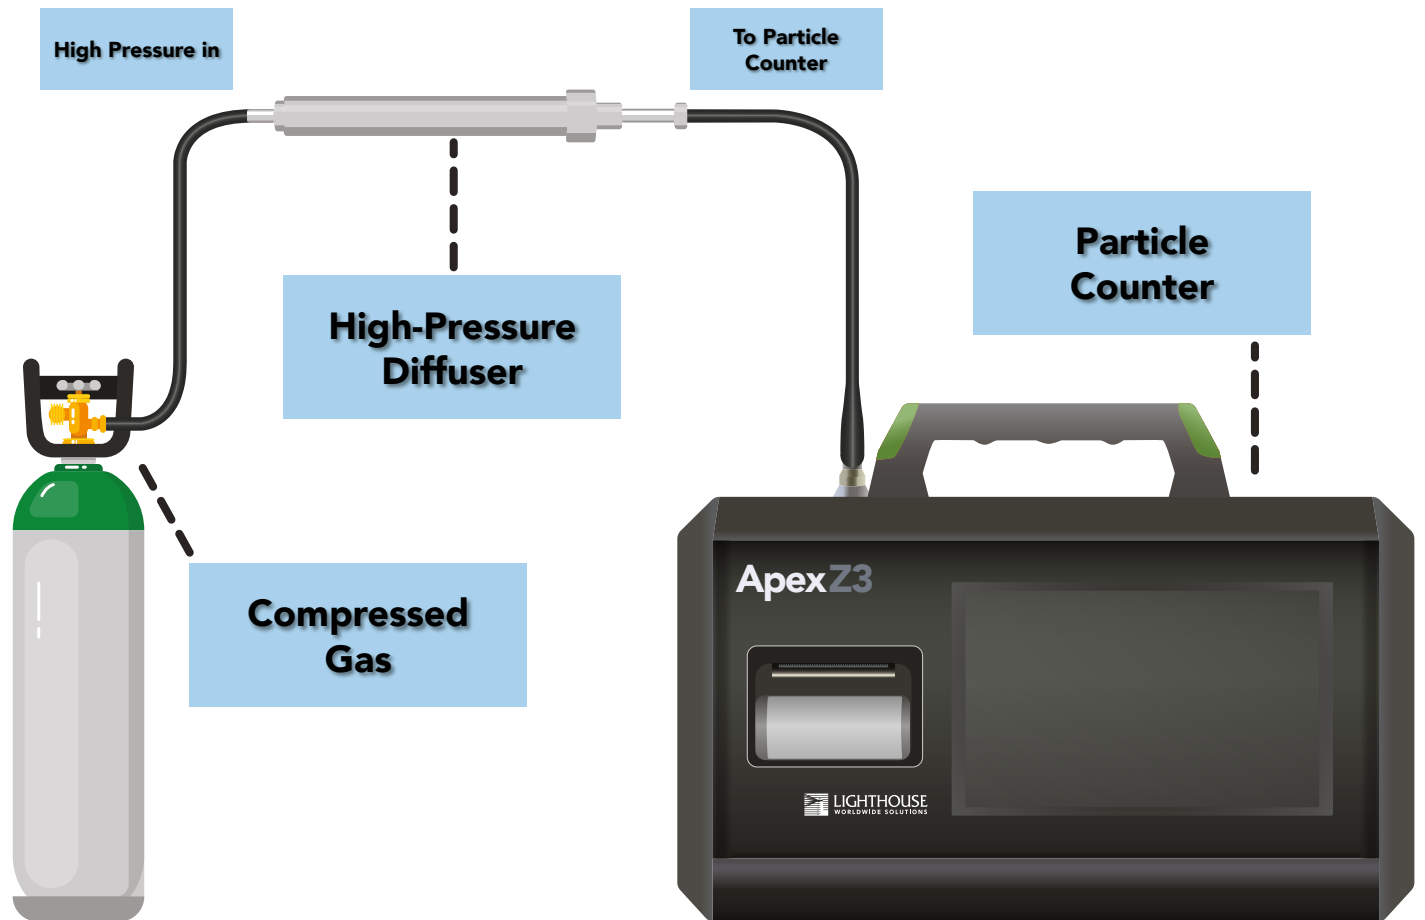 High Pressure in
To Particle
Counter
Particle
Counter
High-Pressure
Diffuser
Compressed
Gas
ApexZ3
LIGHTHOUSE
WORLDWIDE SOLUTIONS